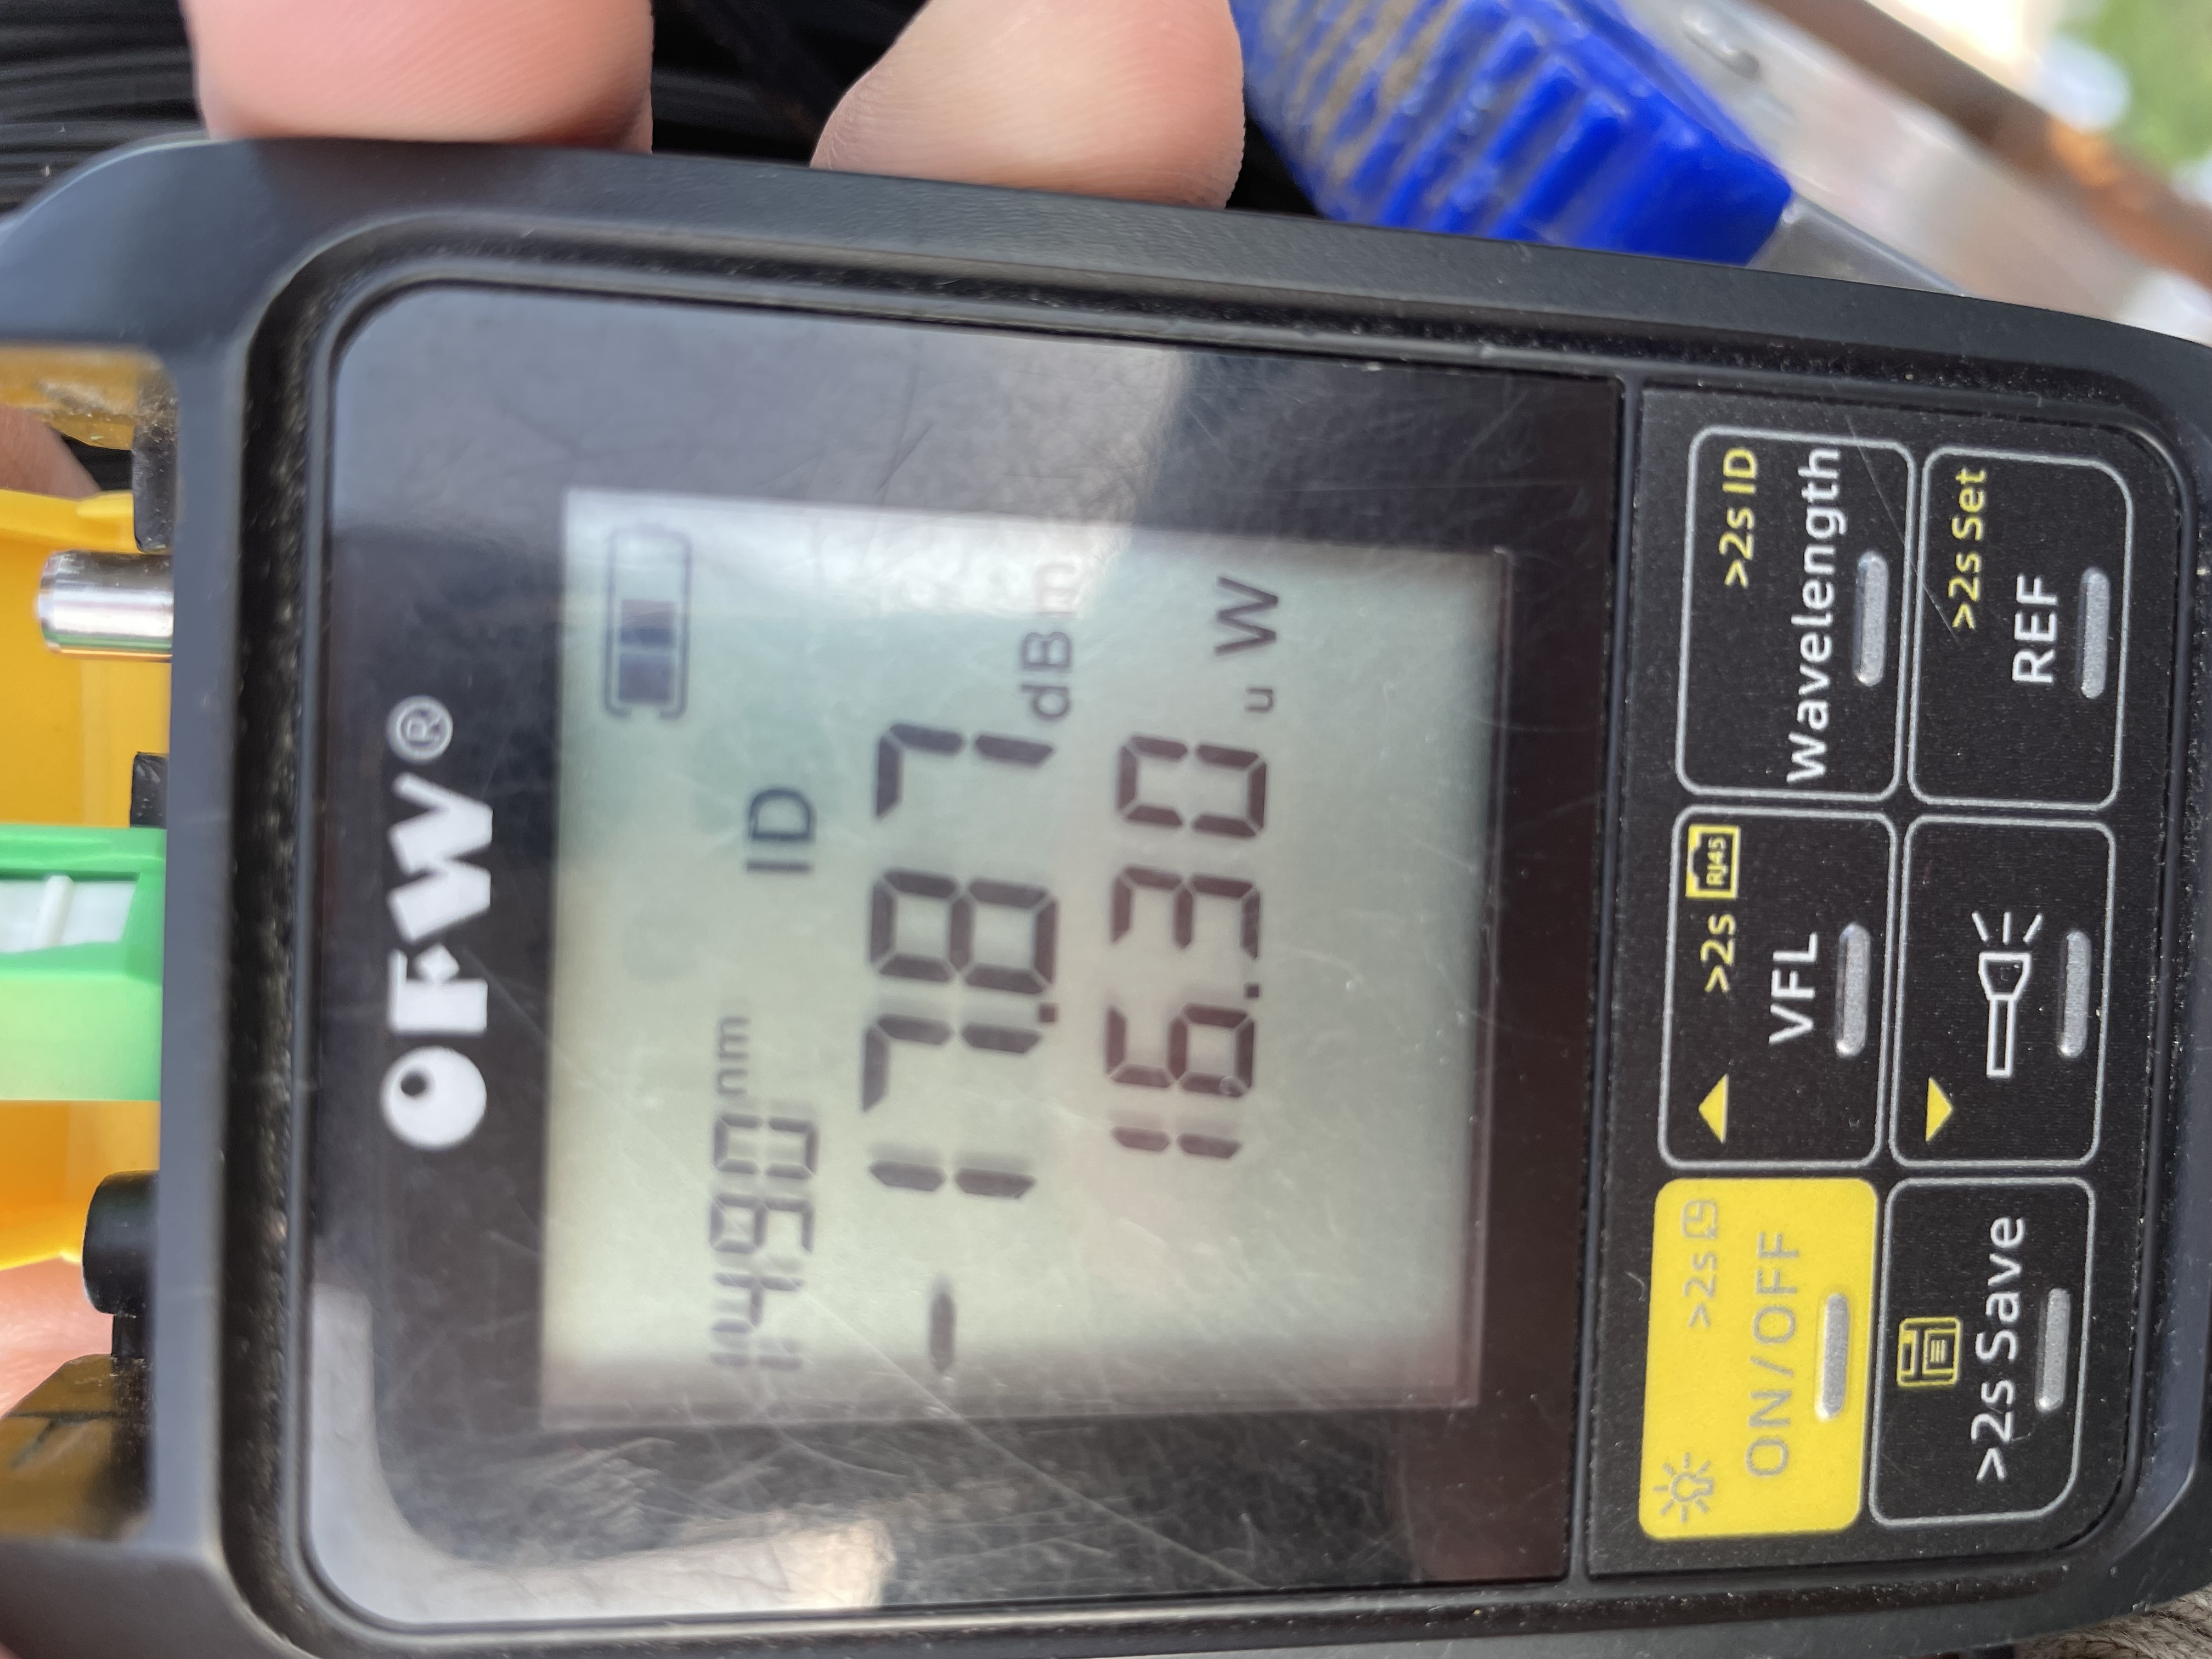 OFW®
1490nm
ID
-17.87 dBm
16.30 uW
>2s
ON/OFF
>2s RJ45
VFL
>2s ID
Wavelength
>2s Save
>2s Set
REF